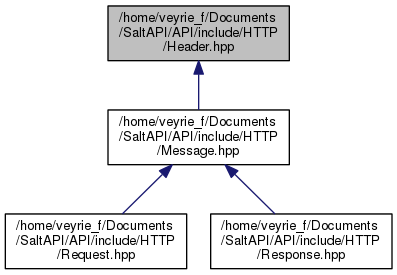 /home/veyrie_f/Documents
/SaltAPI/API/include/HTTP
/Header.hpp
/home/veyrie_f/Documents
/SaltAPI/API/include/HTTP
/Message.hpp
/home/veyrie_f/Documents
/SaltAPI/API/include/HTTP
/Request.hpp
/home/veyrie_f/Documents
/SaltAPI/API/include/HTTP
/Response.hpp